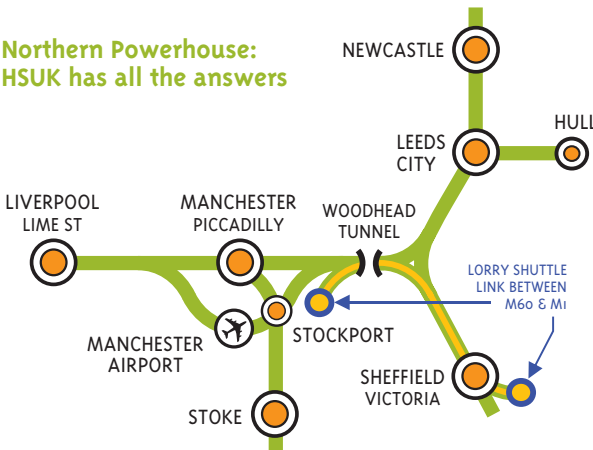 Northern Powerhouse:
HSUK has all the answers
NEWCASTLE
HULL
LEEDS
CITY
LIVERPOOL
LIME ST
MANCHESTER
PICCADILLY
WOODHEAD
TUNNEL
LORRY SHUTTLE
LINK BETWEEN
M60 & M1
MANCHESTER
AIRPORT
STOCKPORT
SHEFFIELD
VICTORIA
STOKE